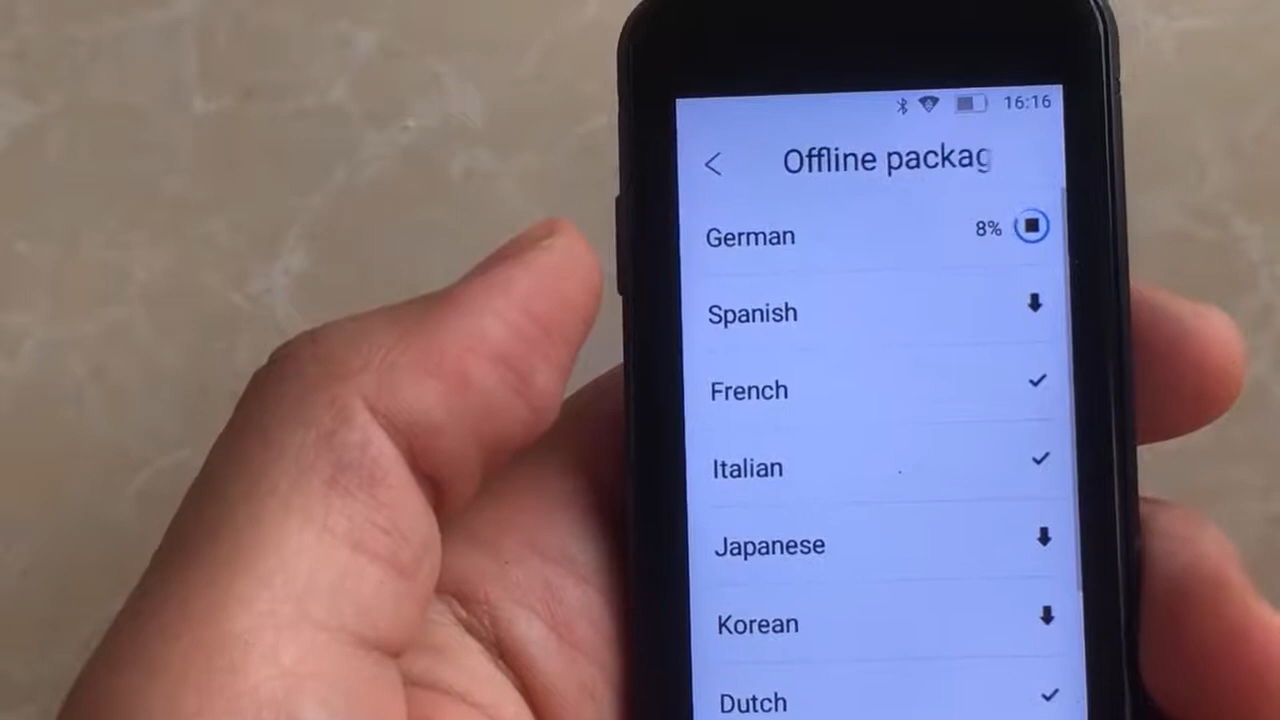 16:16
< Offline packag
German 8%
Spanish
French
Italian
Japanese
Korean
Dutch